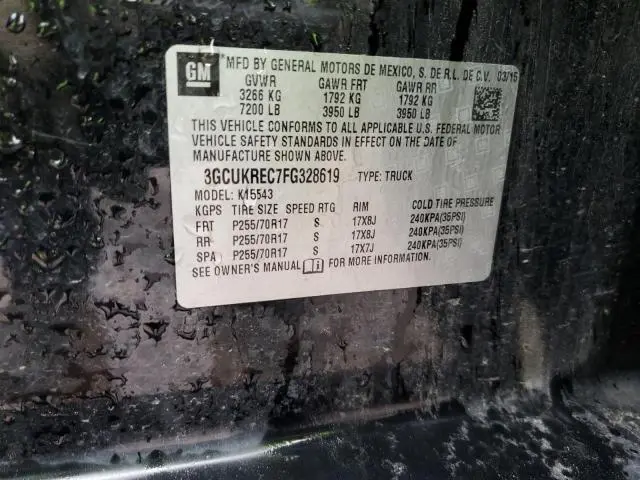 GM
MFD BY GENERAL MOTORS DE MEXICO, S. DE R.L. DE C.V. 03/15
GVWR GAWR FRT GAWR RR
3266 KG 1792 KG 1792 KG
7200 LB 3950 LB 3950 LB
THIS VEHICLE CONFORMS TO ALL APPLICABLE U.S. FEDERAL MOTOR
VEHICLE SAFETY STANDARDS IN EFFECT ON THE DATE OF
MANUFACTURE SHOWN ABOVE.
3GCUKREC7FG328619 TYPE: TRUCK
MODEL: K15543
KGPS TIRE SIZE SPEED RTG RIM COLD TIRE PRESSURE
FRT P255/70R17 S 17X8J 240KPA(35PSI)
RR P255/70R17 S 17X8J 240KPA(35PSI)
SPA P255/70R17 S 17X7J 240KPA(35PSI)
SEE OWNER'S MANUAL FOR MORE INFORMATION.